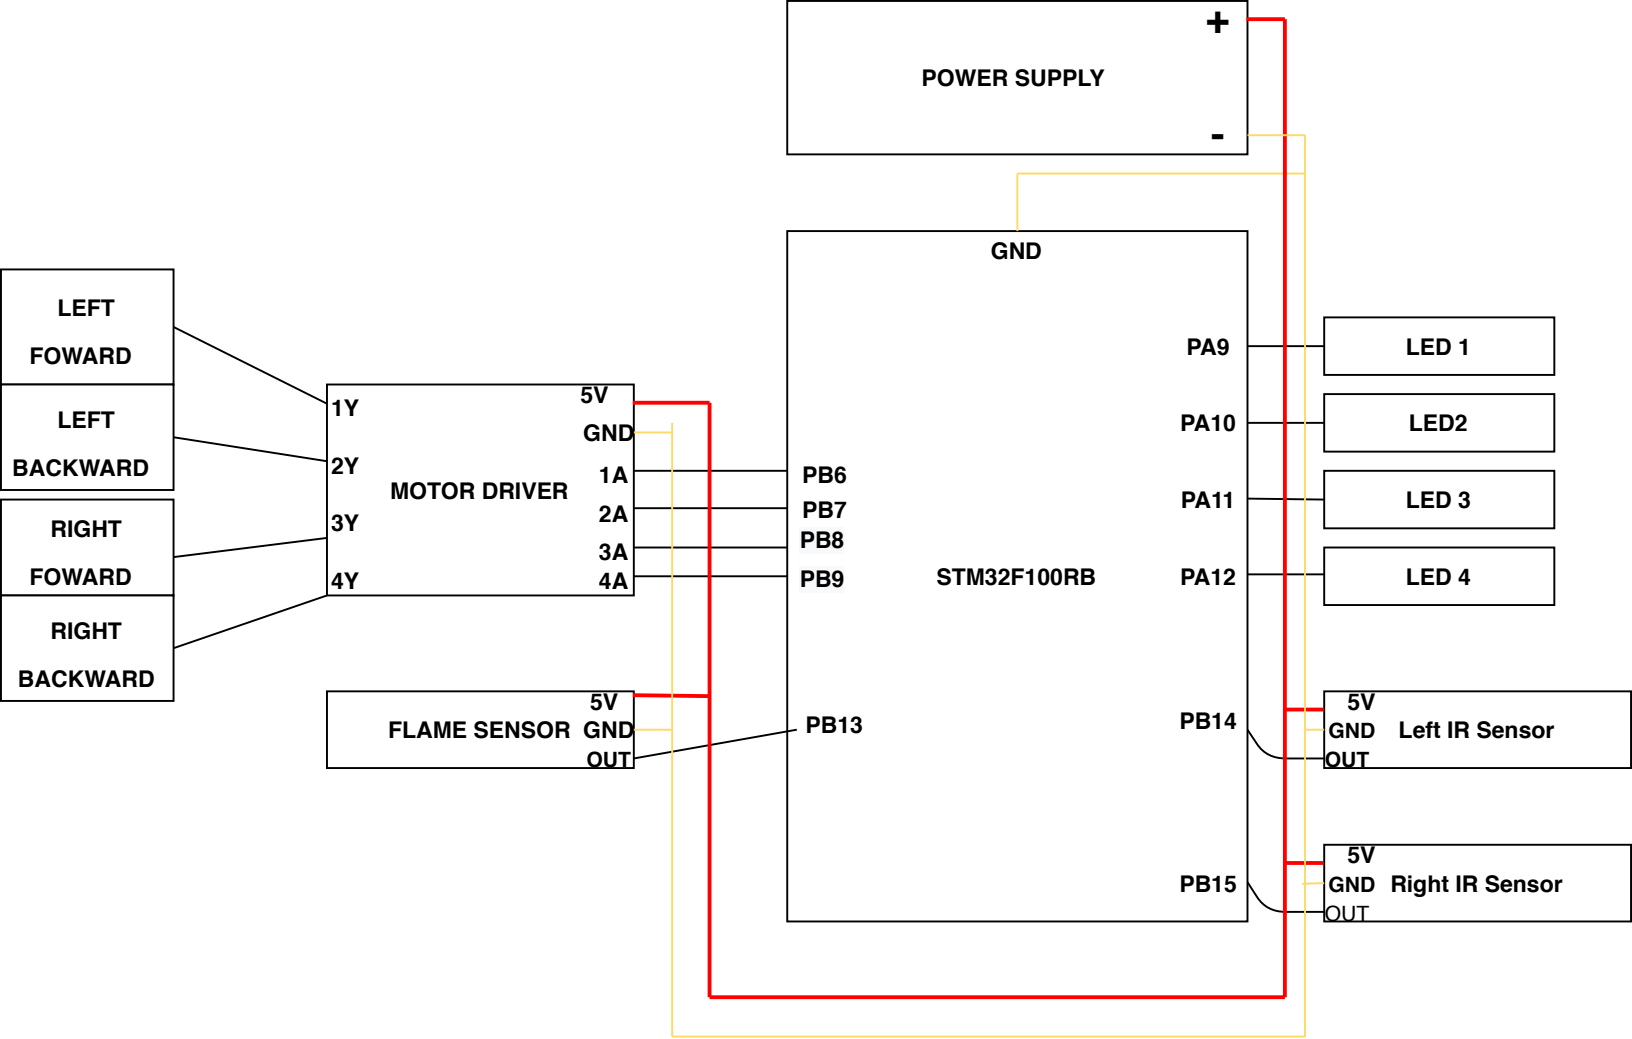 +
POWER SUPPLY
-
GND
LEFT
FOWARD
LEFT
BACKWARD
RIGHT
FOWARD
RIGHT
BACKWARD
1Y
2Y
3Y
4Y
MOTOR DRIVER
5V
GND
1A
2A
3A
4A
PB6
PB7
PB8
PB9
STM32F100RB
PA9
PA10
PA11
PA12
LED 1
LED2
LED 3
LED 4
FLAME SENSOR
5V
GND
OUT
PB13
PB14
PB15
5V
GND
OUT
Left IR Sensor
5V
GND
OUT
Right IR Sensor